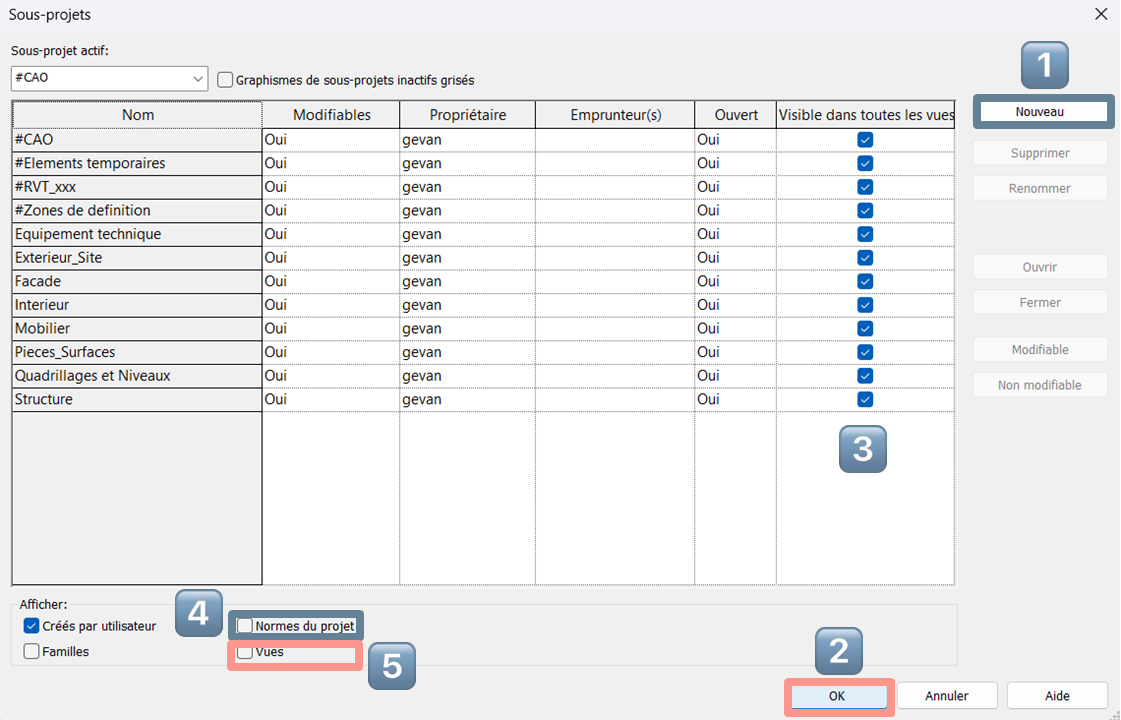 Sous-projets
Sous-projet actif:
#CAO
Graphismes de sous-projets inactifs grisés
1
Nom Modifiables Propriétaire Emprunteur(s) Ouvert Visible dans toutes les vues
Nouveau
#CAO Oui gevan Oui
#Elements temporaires Oui gevan Oui
Supprimer
#RVT_xxx Oui gevan Oui
Renommer
#Zones de definition Oui gevan Oui
Equipement technique Oui gevan Oui
Exterieur_Site Oui gevan Oui
Ouvrir
Facade Oui gevan Oui
Interieur Oui gevan Oui
Fermer
Mobilier Oui gevan Oui
Pieces_Surfaces Oui gevan Oui
Modifiable
Quadrillages et Niveaux Oui gevan Oui
Non modifiable
Structure Oui gevan Oui
3
Afficher:
4
Créés par utilisateur
Normes du projet
Familles
Vues
5
2
OK
Annuler
Aide